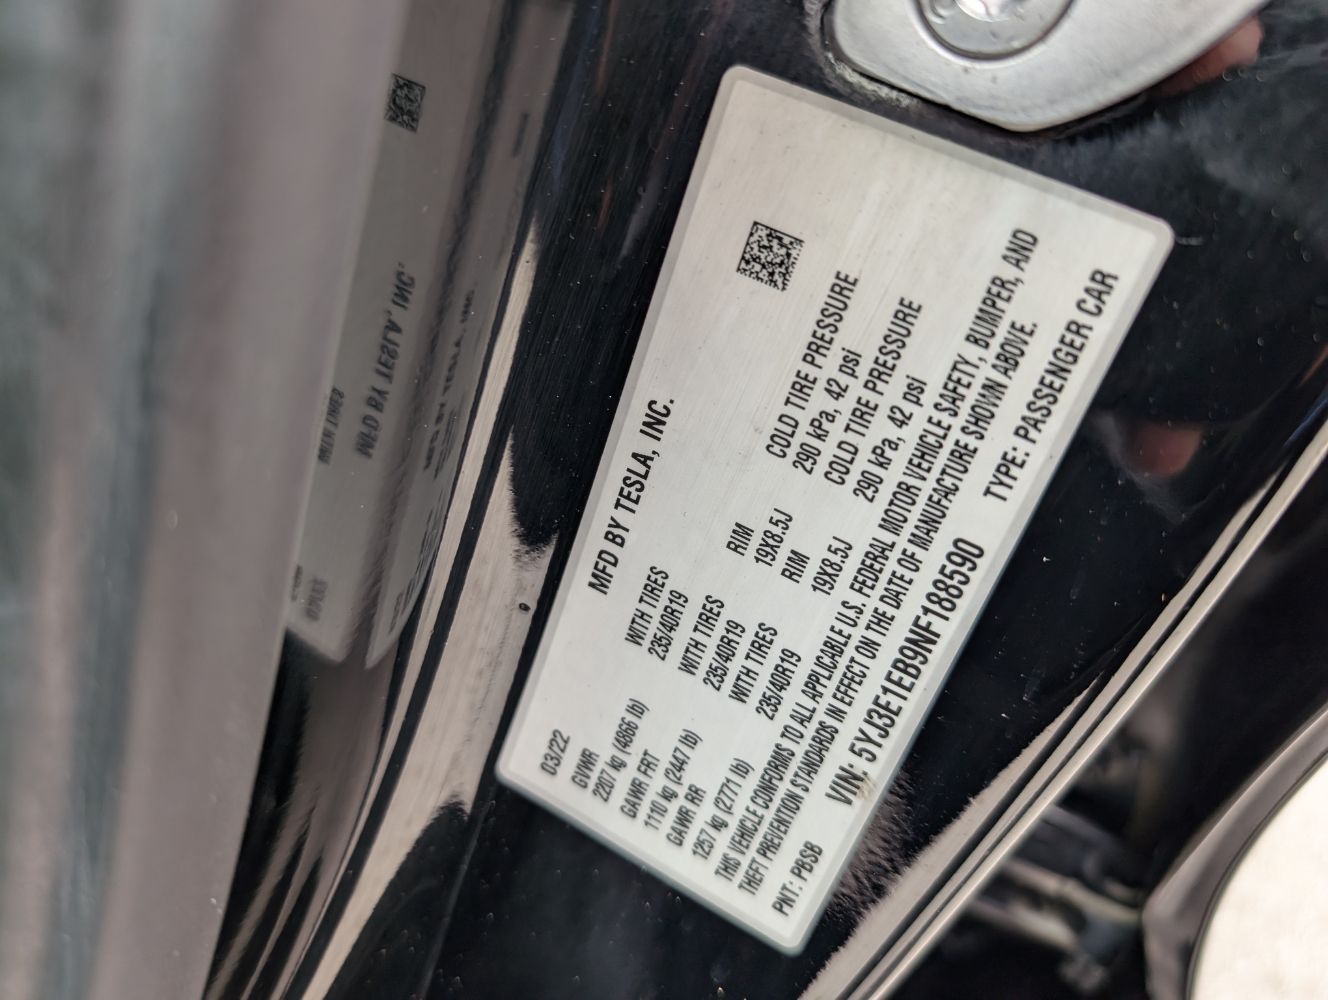 MFD BY TESLA, INC.
03/22
GVWR WITH TIRES RIM COLD TIRE PRESSURE
2207 kg (4866 lb) 235/40R19 19X8.5J 290 kPa, 42 psi
GAWR FRT WITH TIRES RIM COLD TIRE PRESSURE
1110 kg (2447 lb) 235/40R19 19X8.5J 290 kPa, 42 psi
GAWR RR WITH TIRES
1257 kg (2771 lb) 235/40R19
THIS VEHICLE CONFORMS TO ALL APPLICABLE U.S. FEDERAL MOTOR VEHICLE SAFETY, BUMPER, AND
THEFT PREVENTION STANDARDS IN EFFECT ON THE DATE OF MANUFACTURE SHOWN ABOVE.
PNT: PBSB VIN: 5YJ3E1EB9NF188590 TYPE: PASSENGER CAR